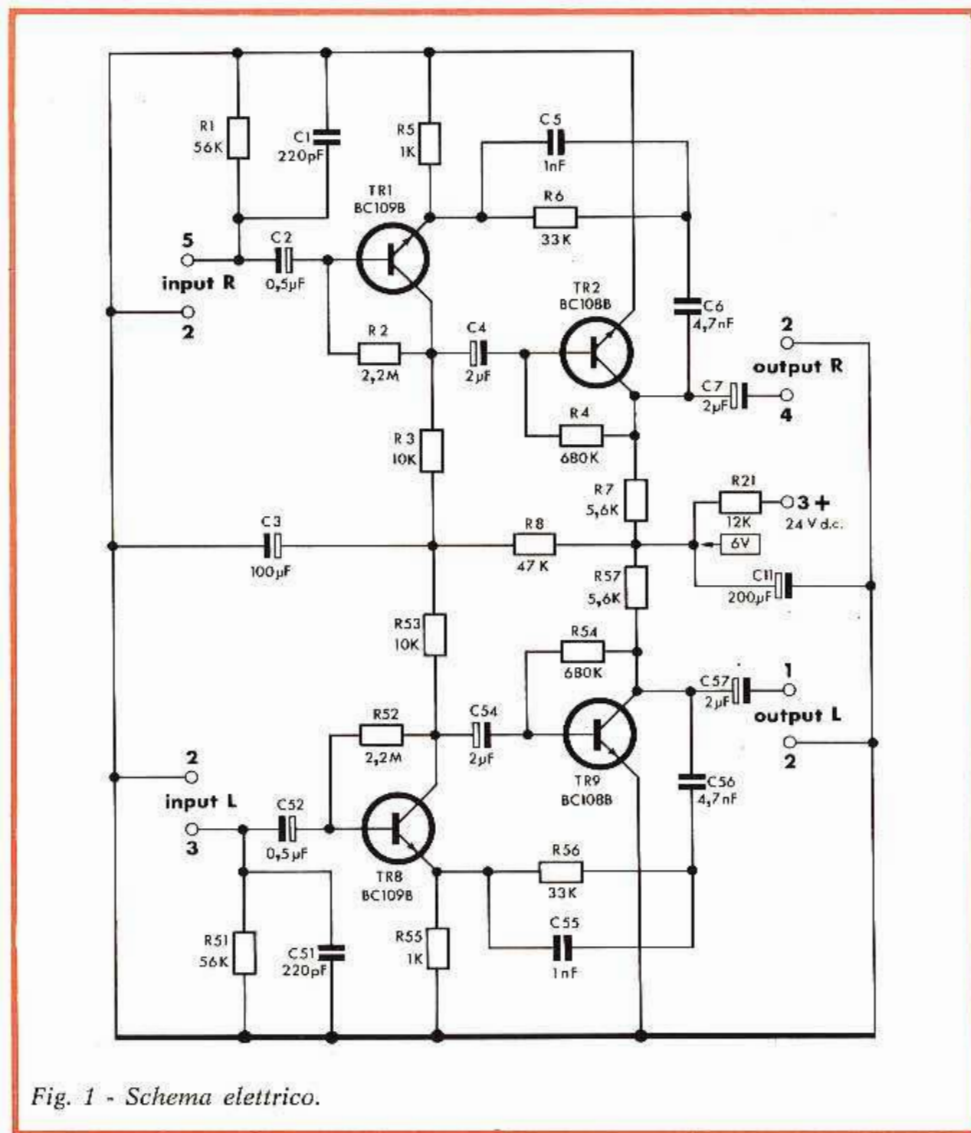 R1
56K
C1
220pF
R5
1K
C5
1nF
R6
33K
TR1
BC109B
5
input R
2
C2
0,5µF
R2
2,2M
C4
2µF
TR2
BC108B
C6
4,7nF
2
output R
4
C7
2µF
R3
10K
R4
680K
R7
5,6K
R21
12K
3 +
24 V d.c.
6V
C3
100µF
R8
47K
C11
200µF
R57
5,6K
R53
10K
R54
680K
C57
2µF
1
output L
2
R52
2,2M
C54
2µF
TR9
BC108B
C56
4,7nF
2
input L
3
C52
0,5µF
TR8
BC109B
R56
33K
C55
1nF
R51
56K
C51
220pF
R55
1K
Fig. 1 - Schema elettrico.